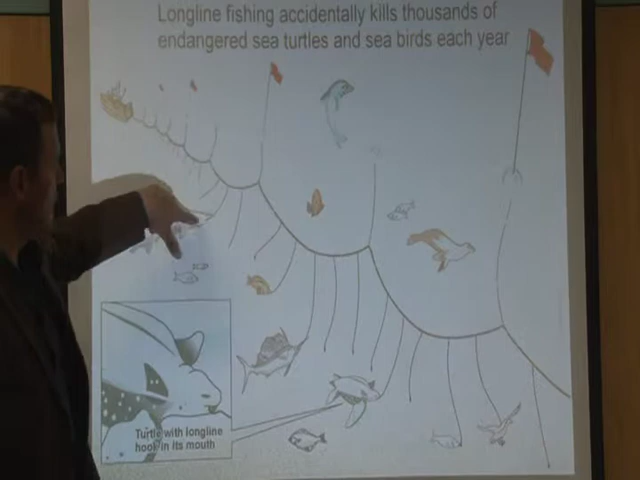 Longline fishing accidentally kills thousands of
endangered sea turtles and sea birds each year
Turtle with longline
hook in its mouth